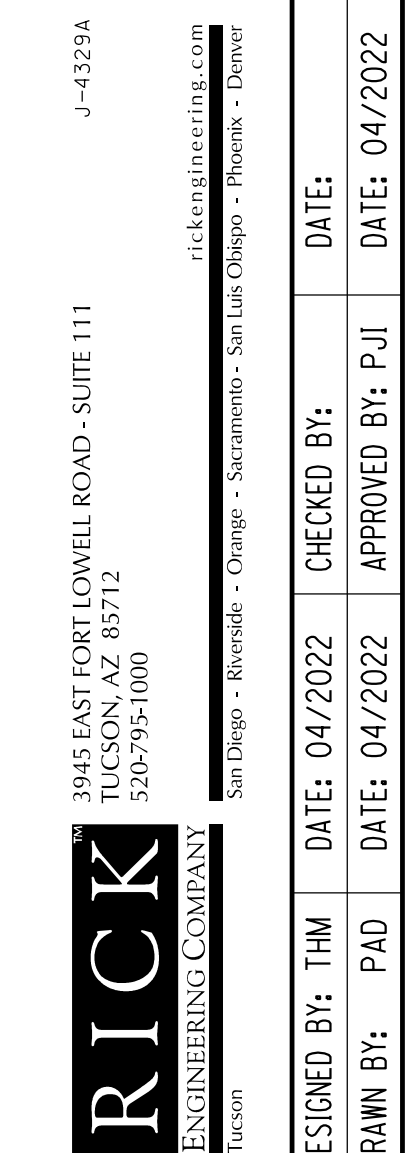 J-4329A
3945 EAST FORT LOWELL ROAD - SUITE 111
TUCSON, AZ 85712
520-795-1000
rickengineering.com
RICK™
ENGINEERING COMPANY
Tucson San Diego - Riverside - Orange - Sacramento - San Luis Obispo - Phoenix - Denver
ESIGNED BY: THM DATE: 04/2022 CHECKED BY: DATE:
RAWN BY: PAD DATE: 04/2022 APPROVED BY: PJI DATE: 04/2022